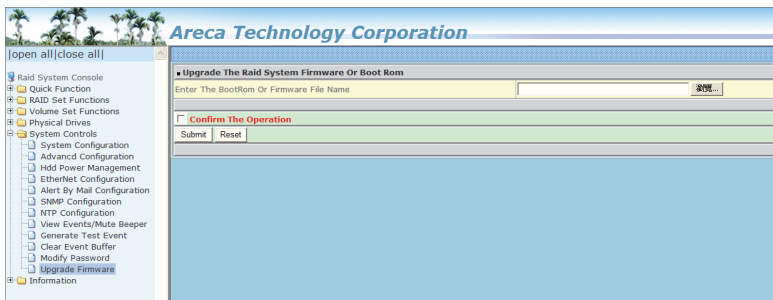 Areca Technology Corporation
|open all|close all|
Raid System Console
Quick Function
RAID Set Functions
Volume Set Functions
Physical Drives
System Controls
System Configuration
Advancd Configuration
Hdd Power Management
EtherNet Configuration
Alert By Mail Configuration
SNMP Configuration
NTP Configuration
View Events/Mute Beeper
Generate Test Event
Clear Event Buffer
Modify Password
Upgrade Firmware
Information
Upgrade The Raid System Firmware Or Boot Rom
Enter The BootRom Or Firmware File Name
Confirm The Operation
Submit Reset